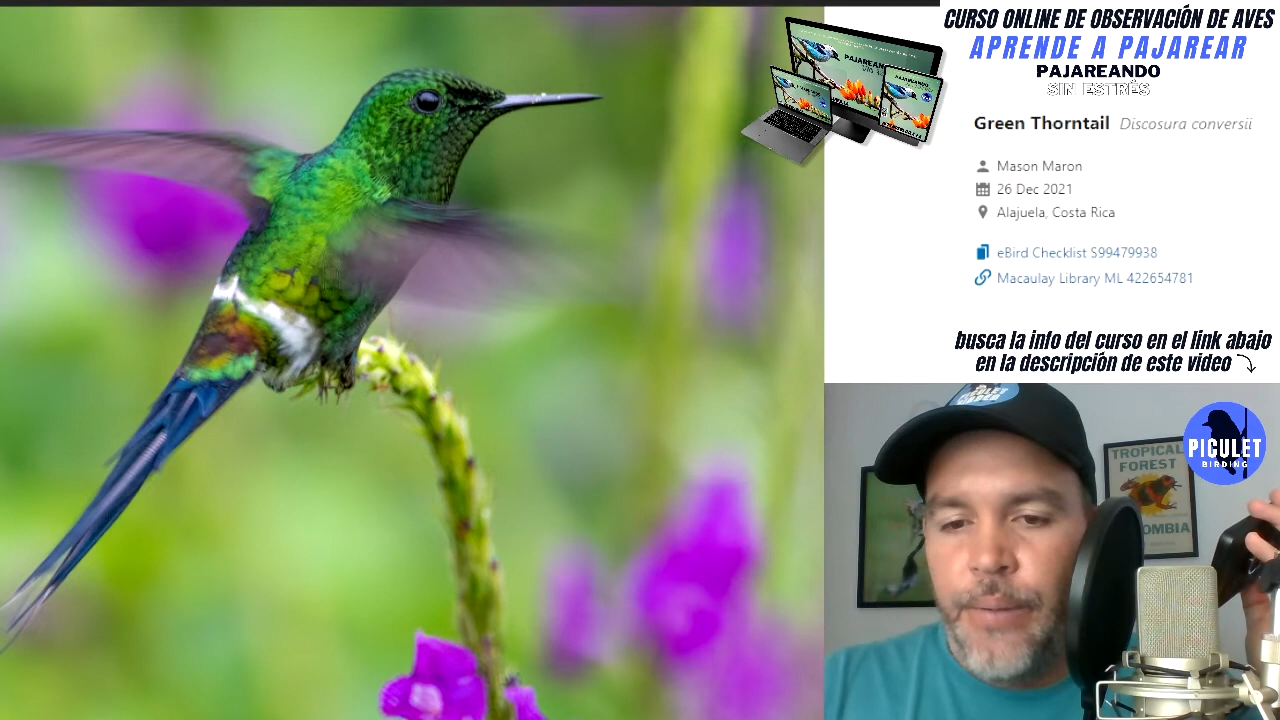 CURSO ONLINE DE OBSERVACIÓN DE AVES
APRENDE A PAJAREAR
PAJAREANDO
SIN ESTRÉS
Green Thorntail Discosura conversii
Mason Maron
26 Dec 2021
Alajuela, Costa Rica
eBird Checklist S99479938
Macaulay Library ML 422654781
busca la info del curso en el link abajo
en la descripción de este video
PICULET
BIRDING
TROPICAL
FOREST